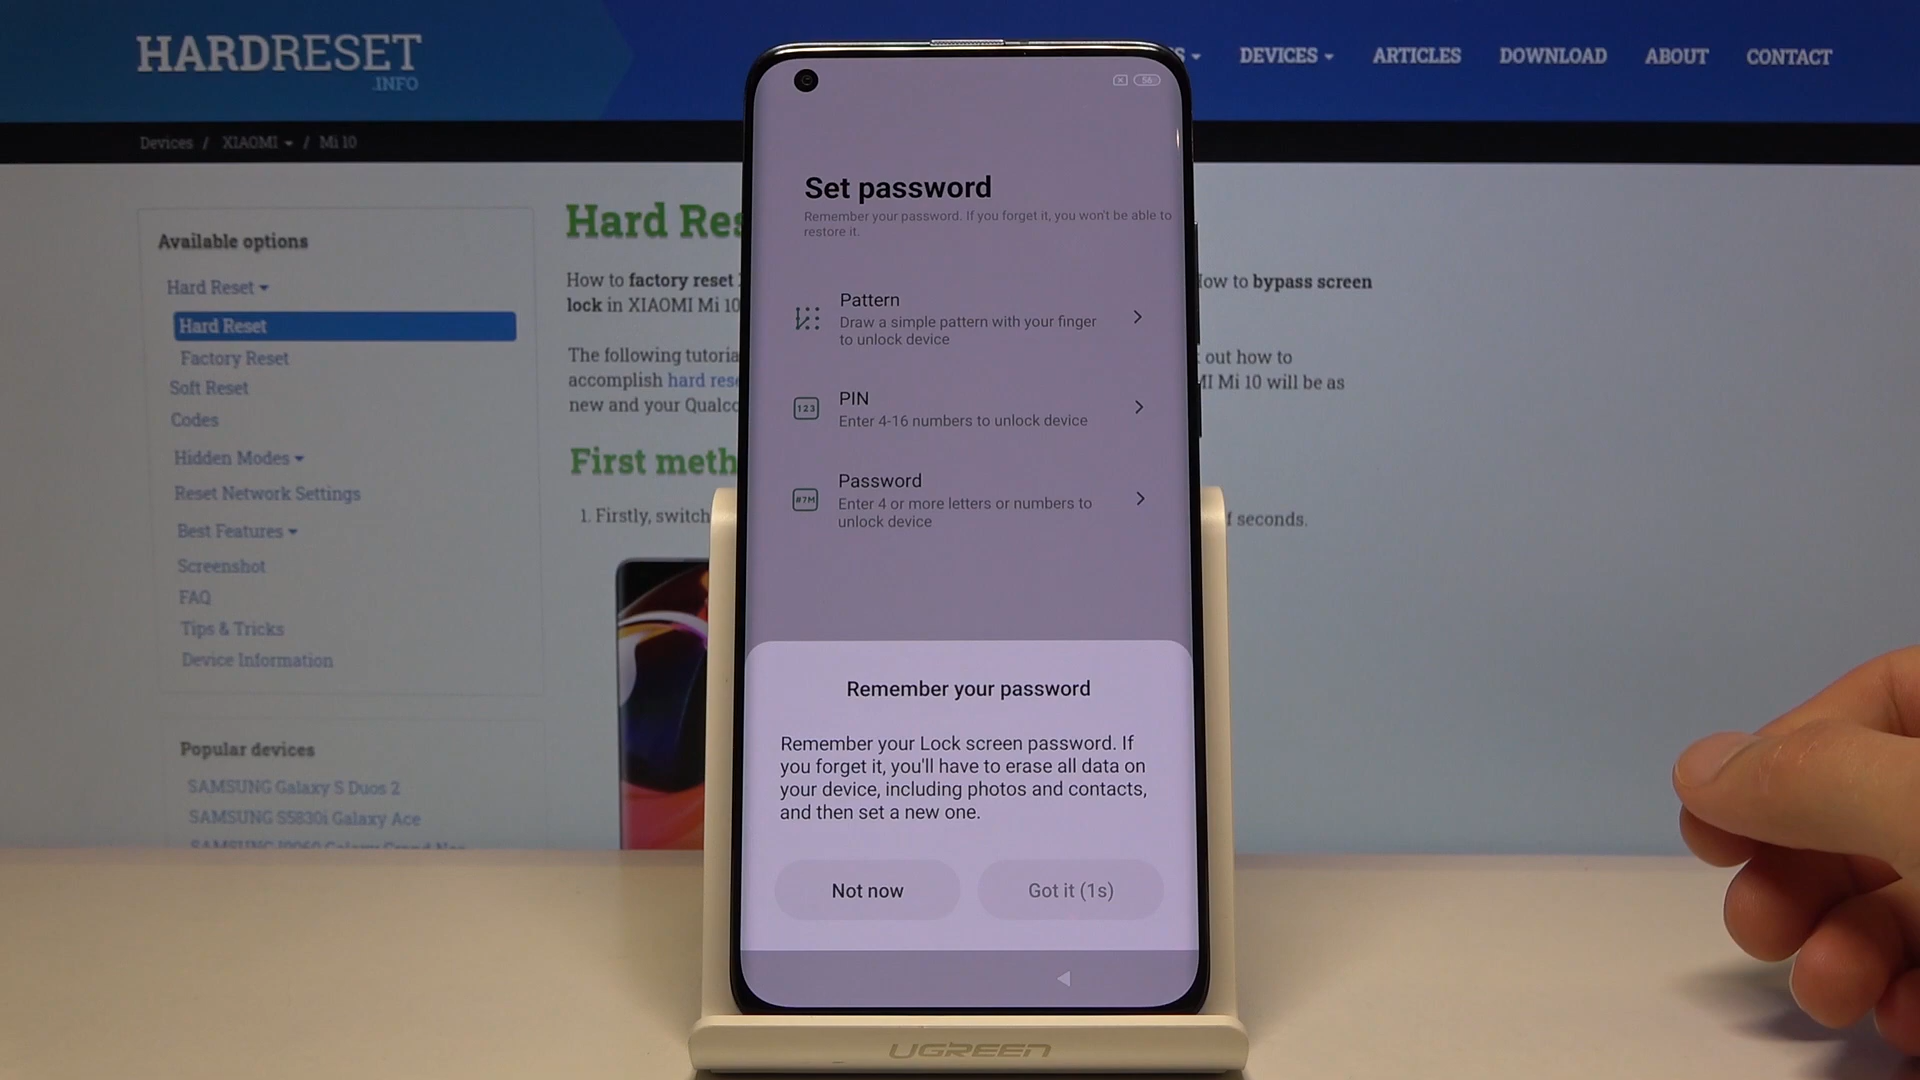 HARDRESET
.INFO
DEVICES
ARTICLES
DOWNLOAD
ABOUT
CONTACT
Devices / XIAOMI / Mi 10
Available options
Hard Reset
Hard Reset
Factory Reset
Soft Reset
Codes
Hidden Modes
Reset Network Settings
Best Features
Screenshot
FAQ
Tips & Tricks
Device Information
Popular devices
SAMSUNG Galaxy S Duos 2
SAMSUNG S5830i Galaxy Ace
Hard Res
How to factory reset
lock in XIAOMI Mi 10
The following tutoria
accomplish hard rese
new and your Qualco
First meth
1. Firstly, switch
ow to bypass screen
out how to
MI Mi 10 will be as
f seconds.
56
Set password
Remember your password. If you forget it, you won't be able to
restore it.
Pattern
Draw a simple pattern with your finger
to unlock device
123
PIN
Enter 4-16 numbers to unlock device
#7M
Password
Enter 4 or more letters or numbers to
unlock device
Remember your password
Remember your Lock screen password. If
you forget it, you'll have to erase all data on
your device, including photos and contacts,
and then set a new one.
Not now
Got it (1s)
UGREEN